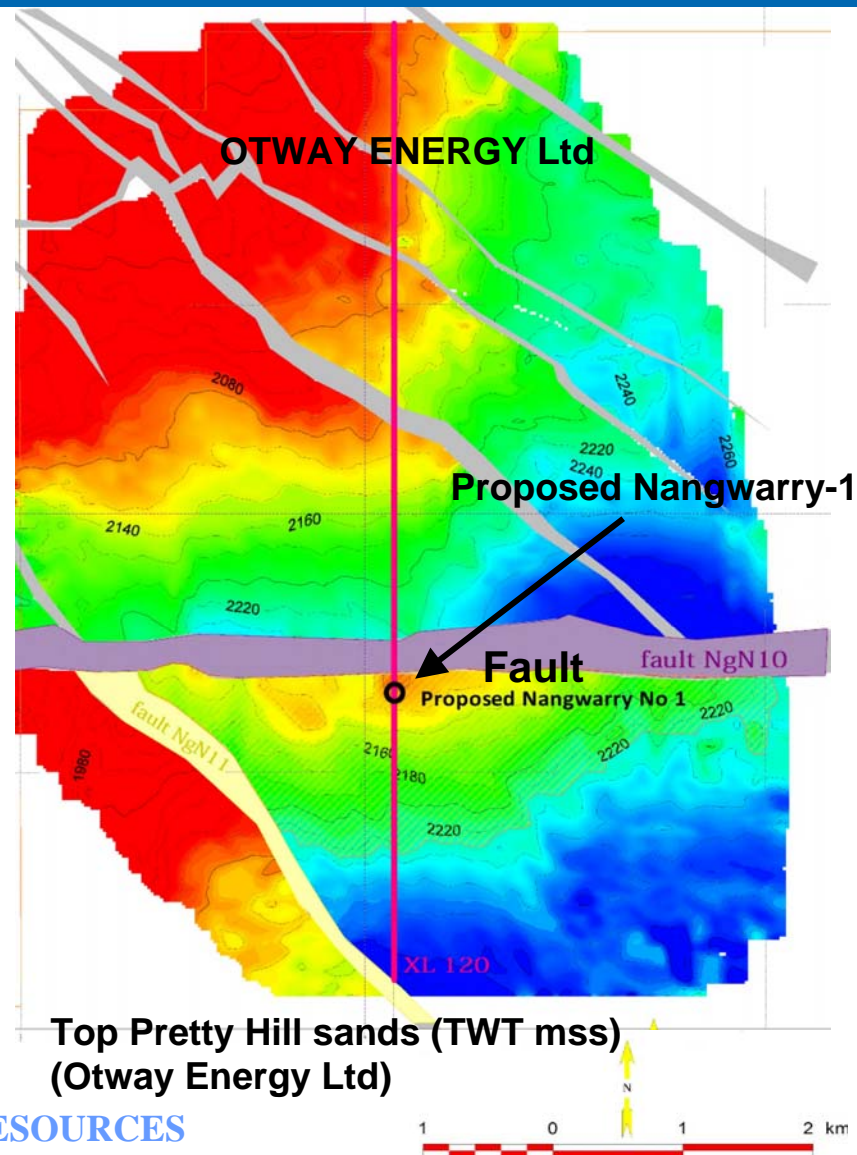 OTWAY ENERGY Ltd
2080
2240
2220
2240
2260
Proposed Nangwarry-1
2140
2160
2220
Fault
fault NgN10
Proposed Nangwarry No 1
fault NgN11
2220
2160
2180
2220
1980
2220
XL 120
Top Pretty Hill sands (TWT mss)
(Otway Energy Ltd)
N
ESOURCES
1 0 1 2 km